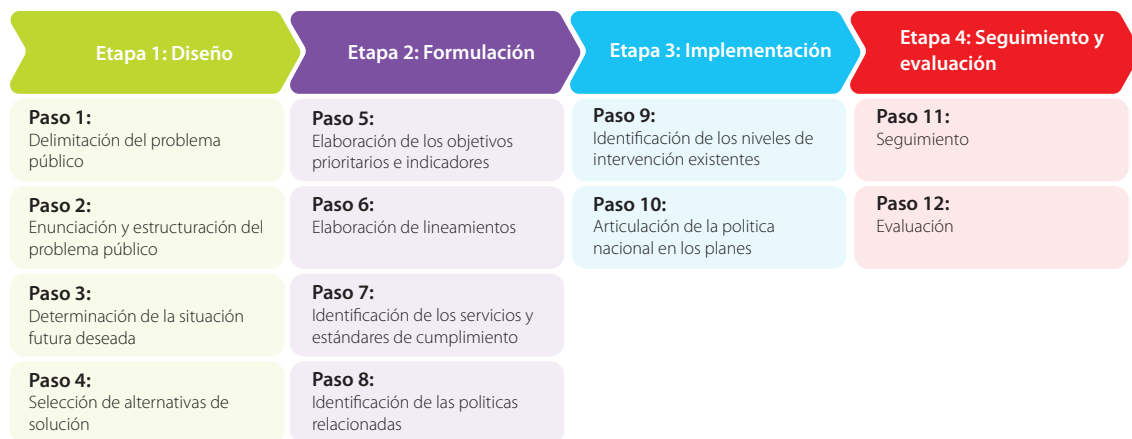 Etapa 1: Diseño
Paso 1:
Delimitación del problema
público
Paso 2:
Enunciación y estructuración del
problema público
Paso 3:
Determinación de la situación
futura deseada
Paso 4:
Selección de alternativas de
solución
Etapa 2: Formulación
Paso 5:
Elaboración de los objetivos
prioritarios e indicadores
Paso 6:
Elaboración de lineamientos
Paso 7:
Identificación de los servicios y
estándares de cumplimiento
Paso 8:
Identificación de las politicas
relacionadas
Etapa 3: Implementación
Paso 9:
Identificación de los niveles de
intervención existentes
Paso 10:
Articulación de la politica
nacional en los planes
Etapa 4: Seguimiento y
evaluación
Paso 11:
Seguimiento
Paso 12:
Evaluación